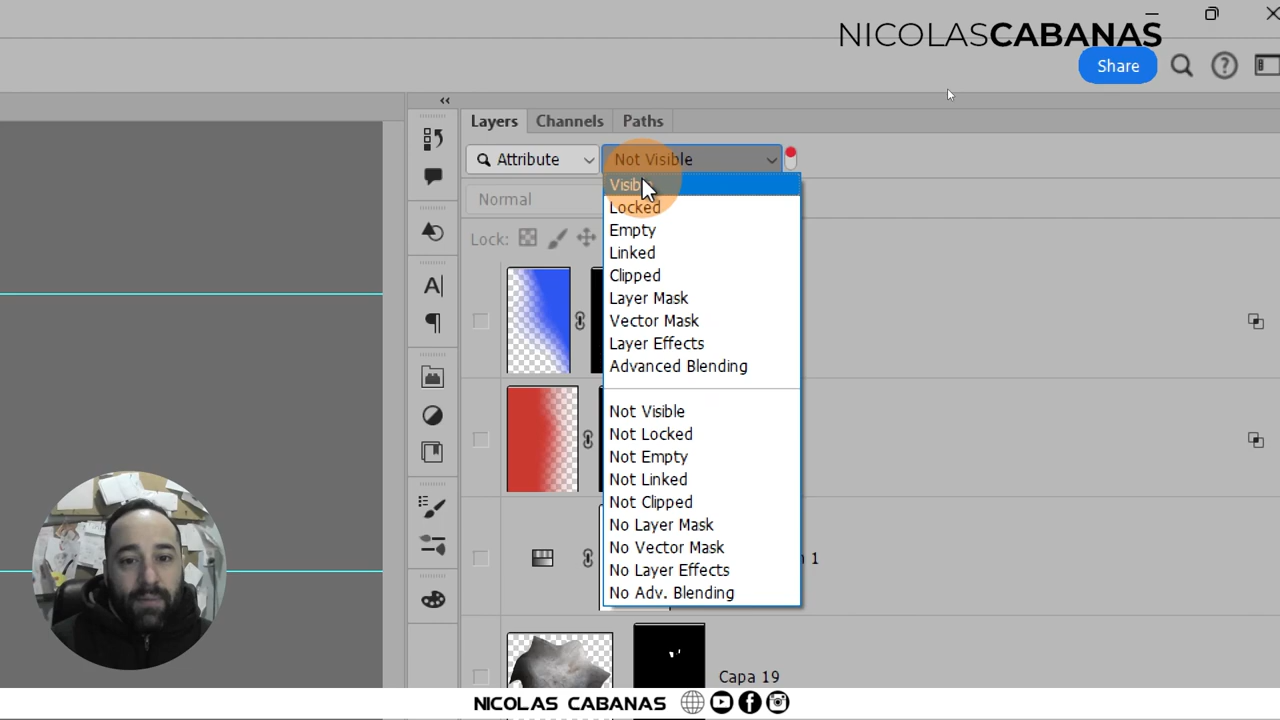 NICOLASCABANAS
Share
Layers Channels Paths
Attribute
Not Visible
Visible
Normal
Locked
Lock:
Empty
Linked
Clipped
Layer Mask
Vector Mask
Layer Effects
Advanced Blending
Not Visible
Not Locked
Not Empty
Not Linked
Not Clipped
No Layer Mask
No Vector Mask
1
No Layer Effects
No Adv. Blending
Capa 19
NICOLAS CABANAS